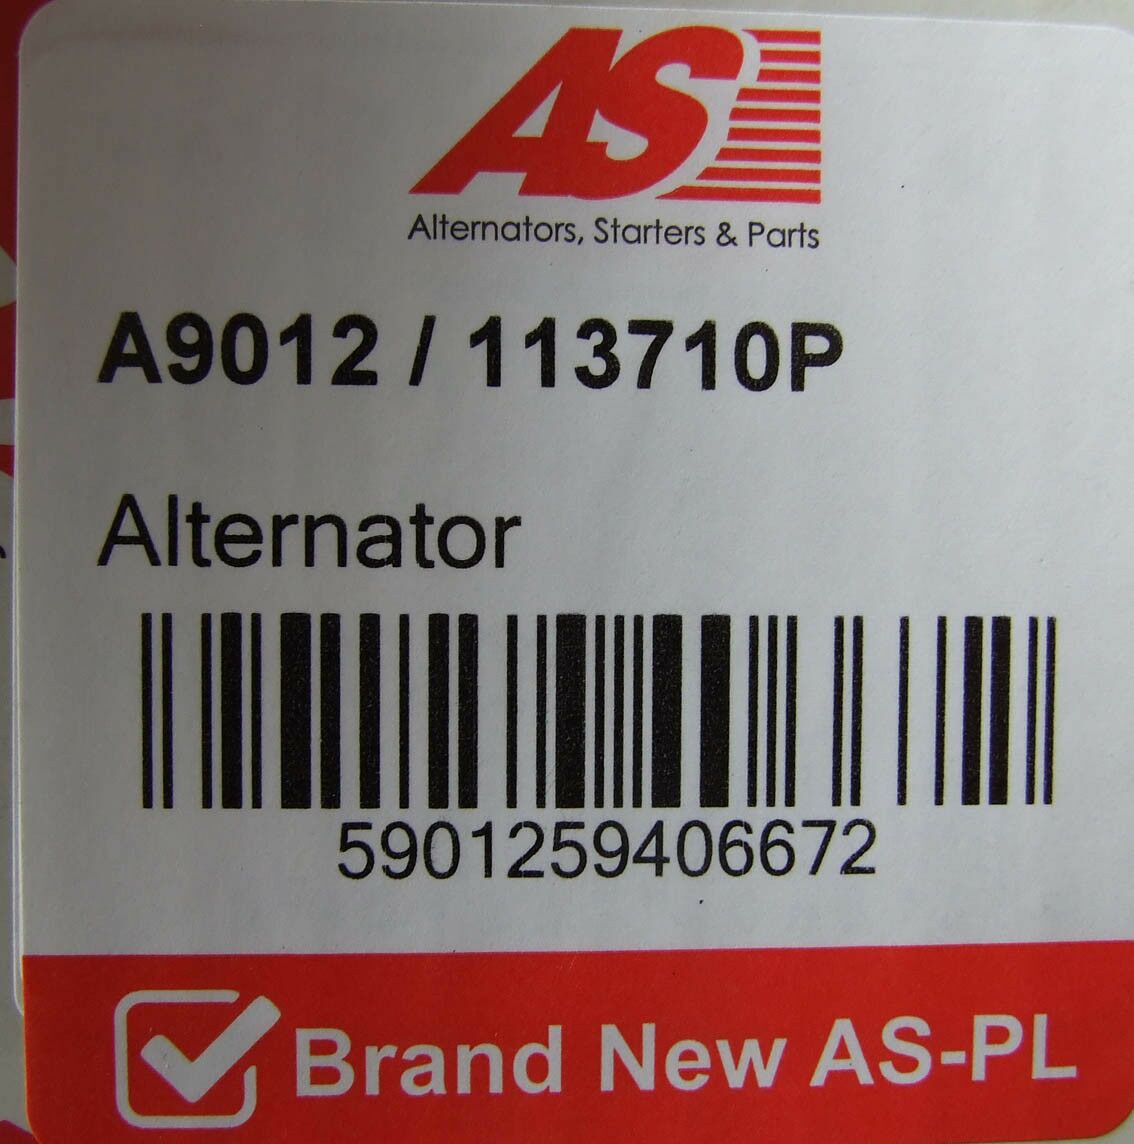 AS
Alternators, Starters & Parts
A9012 / 113710P
Alternator
5901259406672
Brand New AS-PL